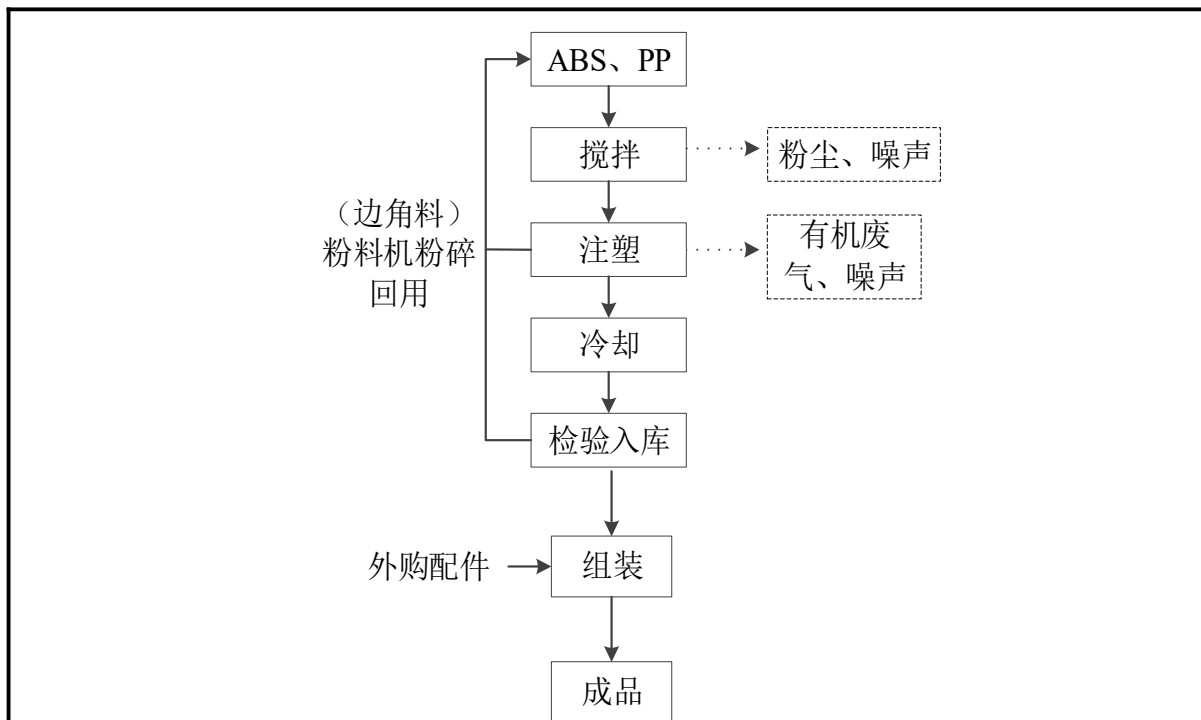 ABS、PP
搅拌
粉尘、噪声
（边角料）
粉料机粉碎
回用
注塑
有机废
气、噪声
冷却
检验入库
外购配件
组装
成品